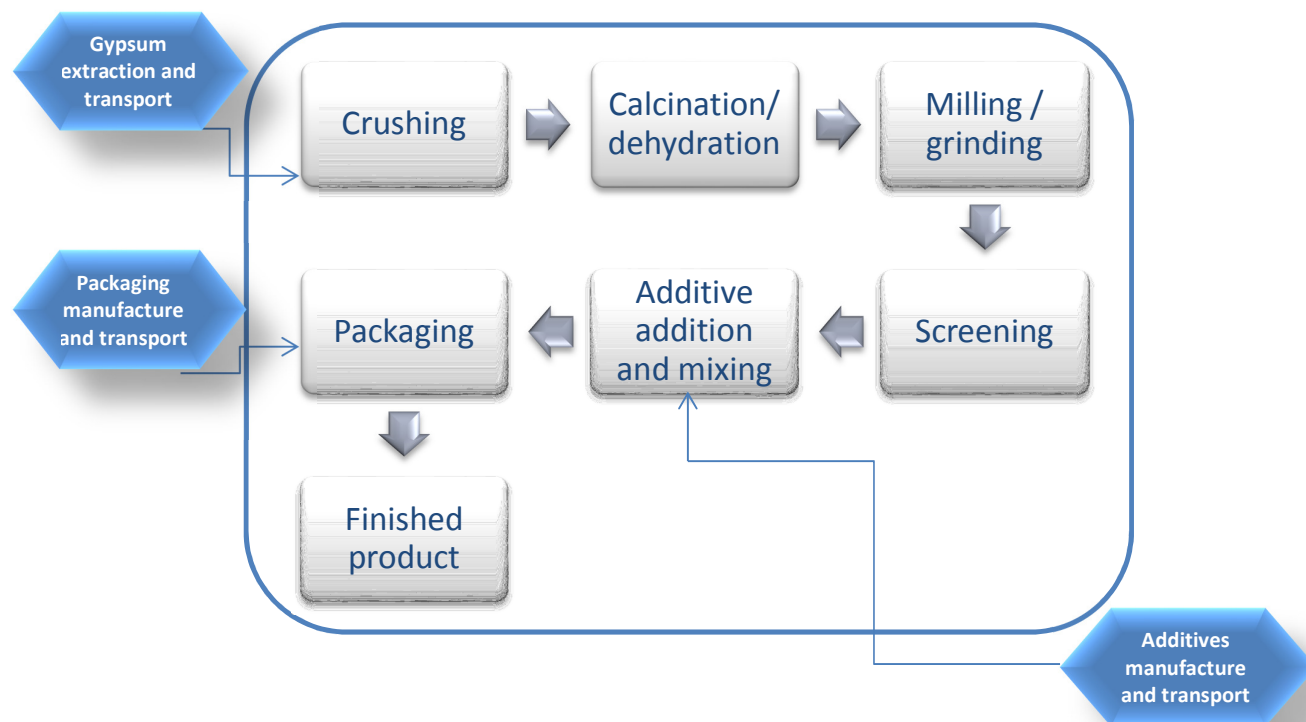 Gypsum
extraction and
transport
Crushing
Calcination/
dehydration
Milling /
grinding
Packaging
manufacture
and transport
Packaging
Additive
addition
and mixing
Screening
Finished
product
Additives
manufacture
and transport